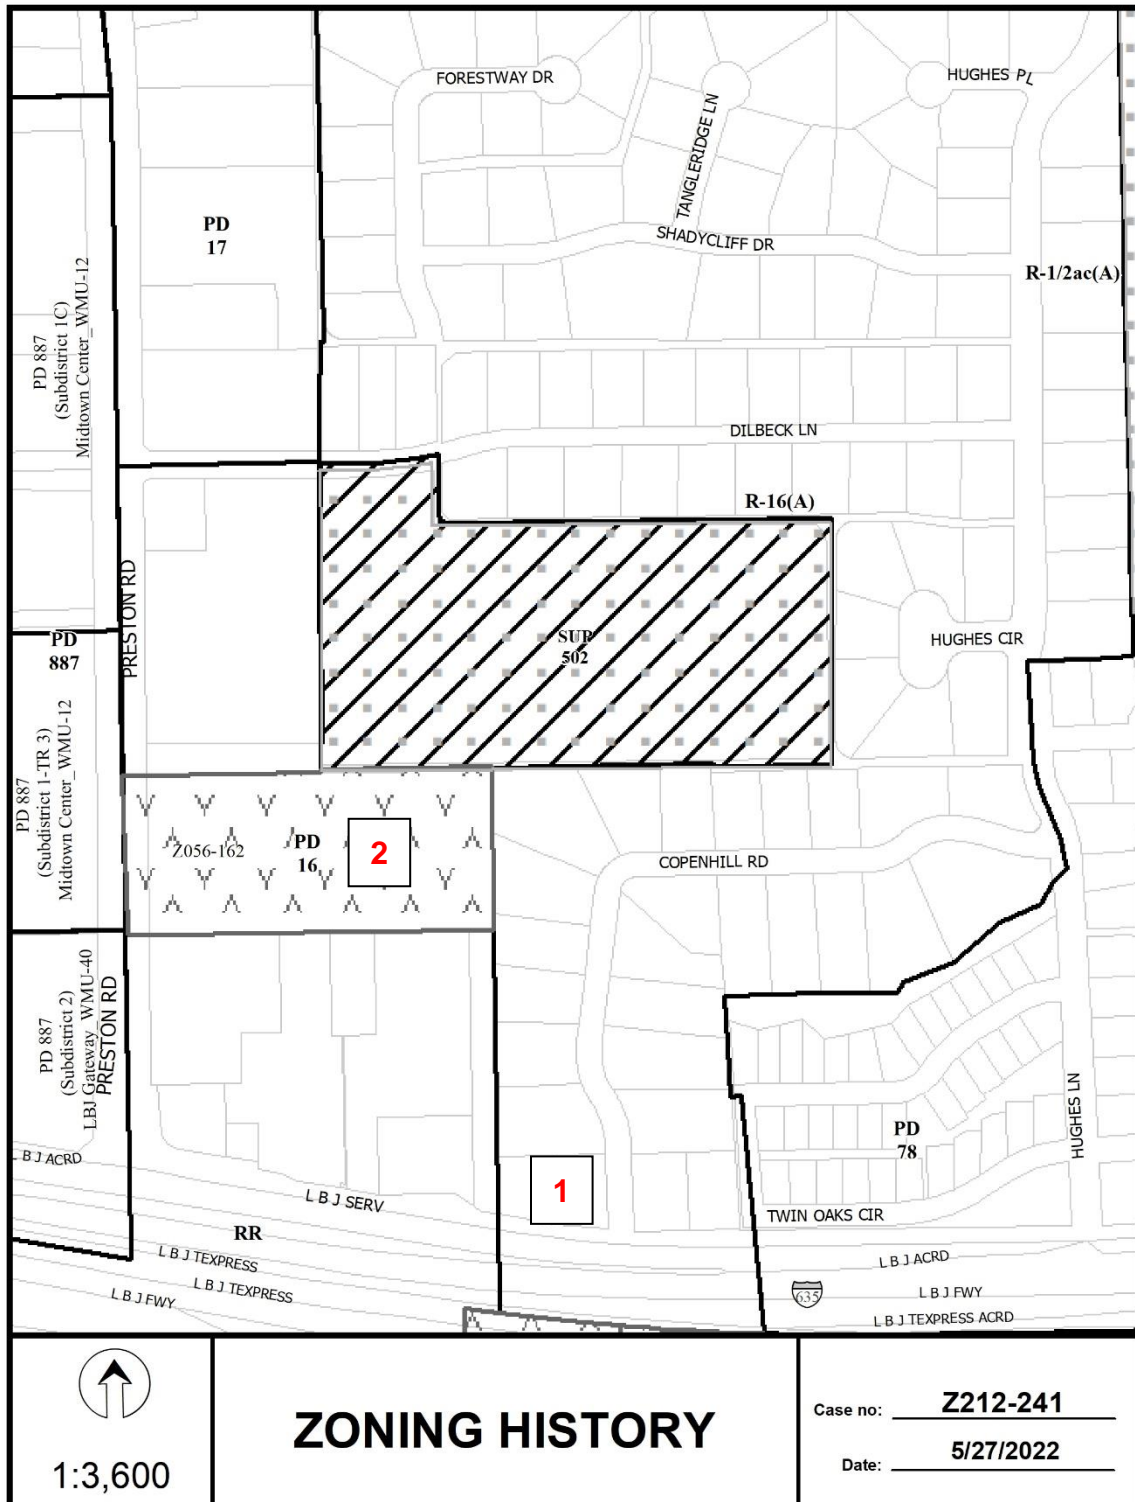 FORESTWAY DR
HUGHES PL
TANGLERIDGE LN
PD
17
SHADYCLIFF DR
R-1/2ac(A)
PD 887
(Subdistrict 1C)
Midtown Center_WMU-12
DILBECK LN
R-16(A)
PRESTON RD
PD
887
SUP
502
HUGHES CIR
PD 887
(Subdistrict 1-TR 3)
Midtown Center_WMU-12
Z056-162
PD
16
2
COPENHILL RD
PD 887
(Subdistrict 2)
LBJ Gateway_WMU-40
PRESTON RD
HUGHES LN
PD
78
L B J ACRD
1
L B J SERV
TWIN OAKS CIR
RR
L B J TEXPRESS
L B J ACRD
L B J TEXPRESS
635
L B J FWY
L B J FWY
L B J TEXPRESS ACRD
1:3,600
ZONING HISTORY
Case no: Z212-241
Date: 5/27/2022